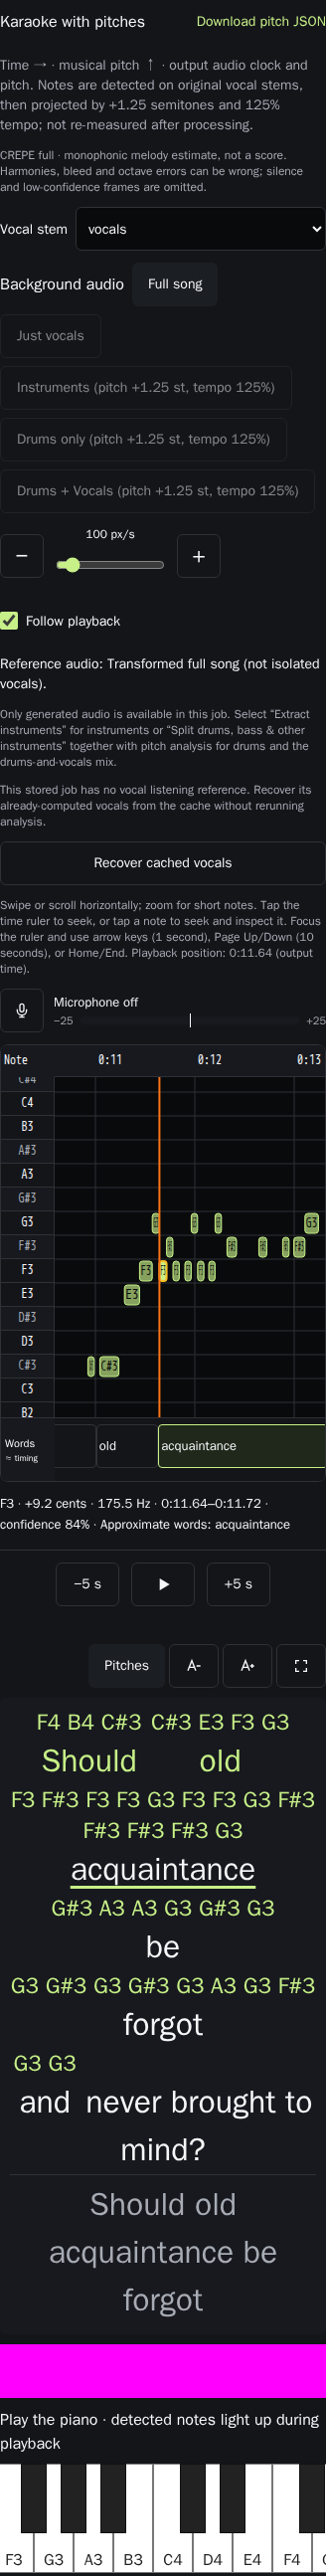 Karaoke with pitches
Download pitch JSON
Time → · musical pitch ↑ · output audio clock and
pitch. Notes are detected on original vocal stems,
then projected by +1.25 semitones and 125%
tempo; not re-measured after processing.
CREPE full · monophonic melody estimate, not a score.
Harmonies, bleed and octave errors can be wrong; silence
and low-confidence frames are omitted.
Vocal stem
vocals
Background audio
Full song
Just vocals
Instruments (pitch +1.25 st, tempo 125%)
Drums only (pitch +1.25 st, tempo 125%)
Drums + Vocals (pitch +1.25 st, tempo 125%)
−
100 px/s
+
Follow playback
Reference audio: Transformed full song (not isolated
vocals).
Only generated audio is available in this job. Select “Extract
instruments” for instruments or “Split drums, bass & other
instruments” together with pitch analysis for drums and the
drums-and-vocals mix.
This stored job has no vocal listening reference. Recover its
already-computed vocals from the cache without rerunning
analysis.
Recover cached vocals
Swipe or scroll horizontally; zoom for short notes. Tap the
time ruler to seek, or tap a note to seek and inspect it. Focus
the ruler and use arrow keys (1 second), Page Up/Down (10
seconds), or Home/End. Playback position: 0:11.64 (output
time).
Microphone off
−25
+25
Note
0:11
0:12
0:13
C#4
C4
B3
A#3
A3
G#3
G3
G3
F#3
F3
F3
E3
E3
D#3
D3
C#3
C#3
C3
B2
Words
≈ timing
old
acquaintance
F3 · +9.2 cents · 175.5 Hz · 0:11.64–0:11.72 ·
confidence 84% · Approximate words: acquaintance
−5 s
+5 s
Pitches
A-
A+
F4 B4 C#3 C#3 E3 F3 G3
Should old
F3 F#3 F3 F3 G3 F3 F3 G3 F#3
F#3 F#3 F#3 G3
acquaintance
G#3 A3 A3 G3 G#3 G3
be
G3 G#3 G3 G#3 G3 A3 G3 F#3
forgot
G3 G3
and never brought to
mind?
Should old
acquaintance be
forgot
Play the piano · detected notes light up during
playback
F3 G3 A3 B3 C4 D4 E4 F4